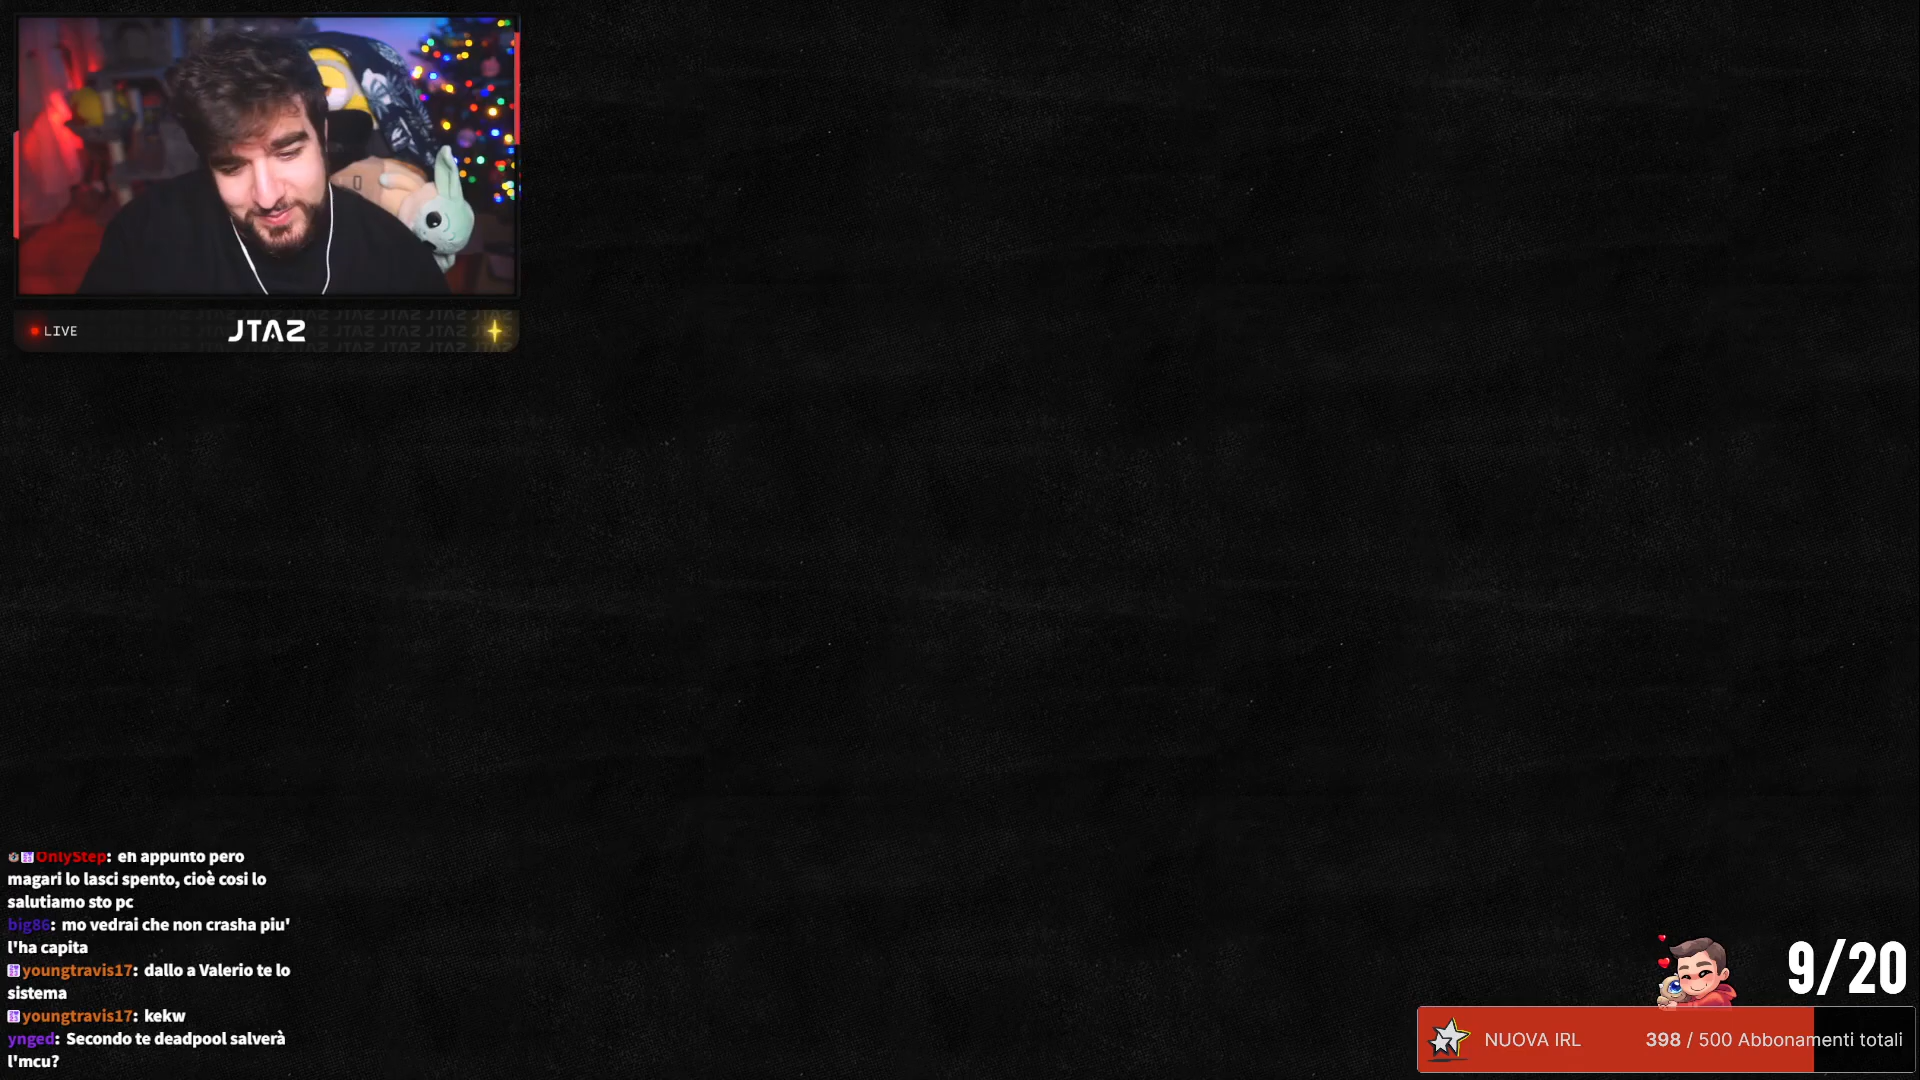 LIVE
JTAZ
OnlyStep: eh appunto pero
magari lo lasci spento, cioè cosi lo
salutiamo sto pc
big86: mo vedrai che non crasha piu'
l'ha capita
youngtravis17: dallo a Valerio te lo
sistema
youngtravis17: kekw
ynged: Secondo te deadpool salverà
l'mcu?
9/20
NUOVA IRL 398 / 500 Abbonamenti totali